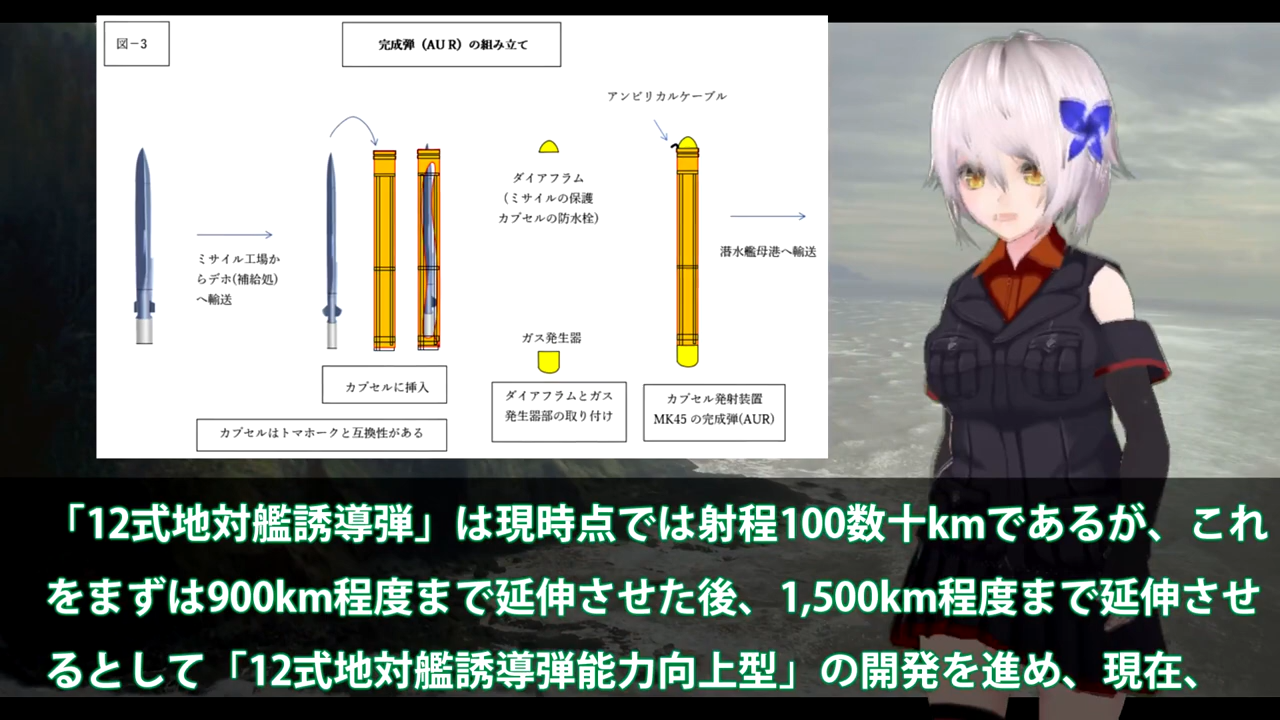 図－3
完成弾（AUR）の組み立て
アンビリカルケーブル
ダイアフラム
（ミサイルの保護
カプセルの防水栓）
ミサイル工場か
らデホ(補給処)
へ輸送
潜水艦母港へ輸送
ガス発生器
カプセルに挿入
ダイアフラムとガス
発生器部の取り付け
カプセル発射装置
MK45 の完成弾(AUR)
カプセルはトマホークと互換性がある
「12式地対艦誘導弾」は現時点では射程100数十kmであるが、これ
をまずは900km程度まで延伸させた後、1,500km程度まで延伸させ
るとして「12式地対艦誘導弾能力向上型」の開発を進め、現在、